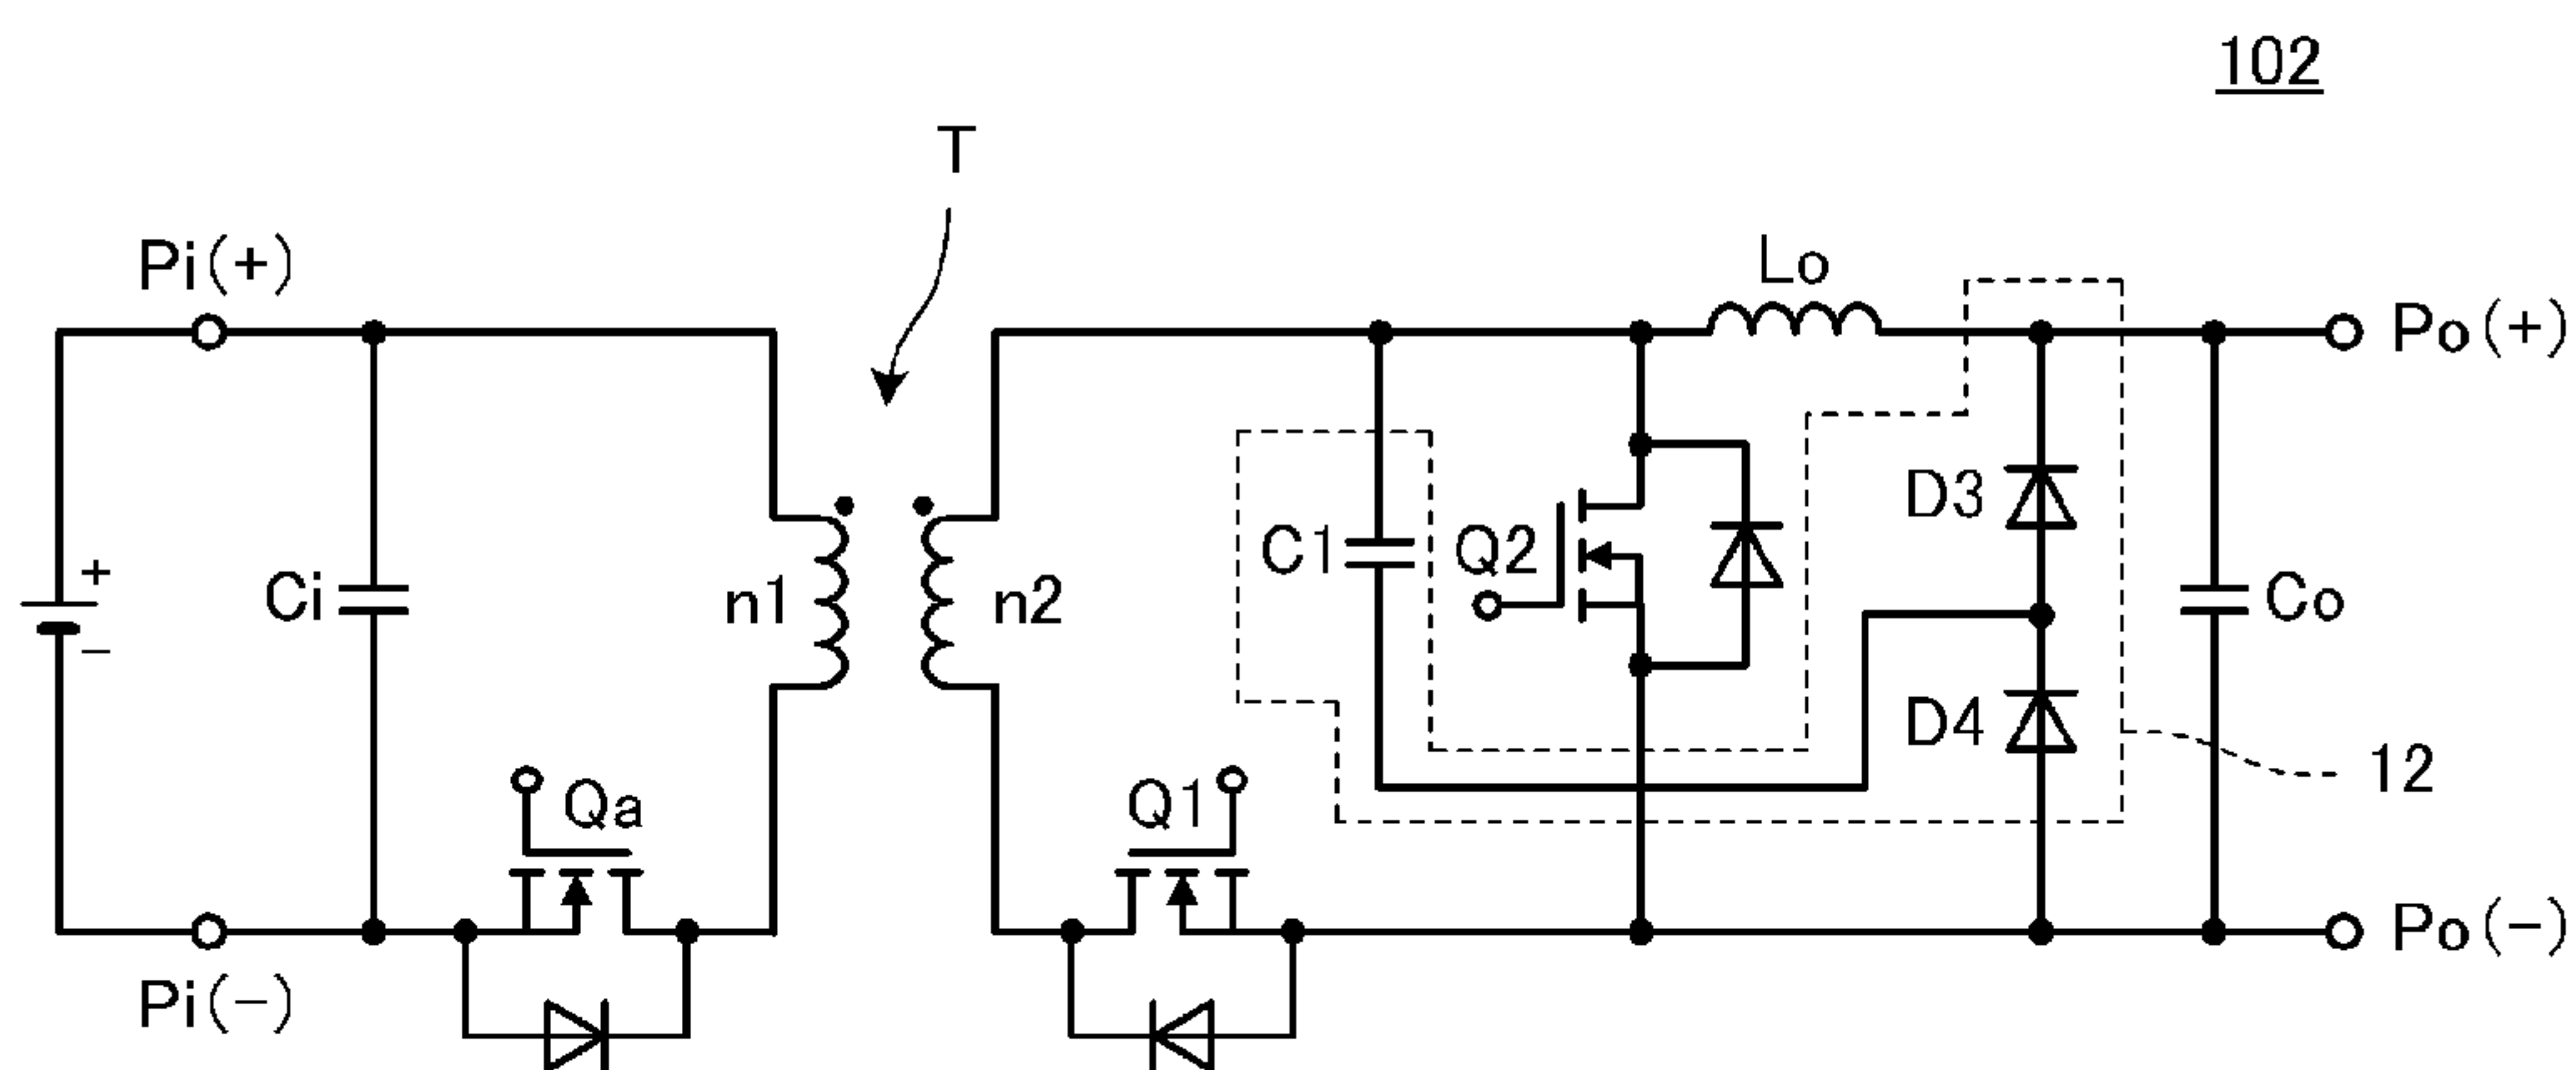 102
T
Pi(+)
Lo
Po(+)
+
Ci
−
n1
n2
C1
Q2
D3
D4
Co
12
Qa
Q1
Pi(−)
Po(−)